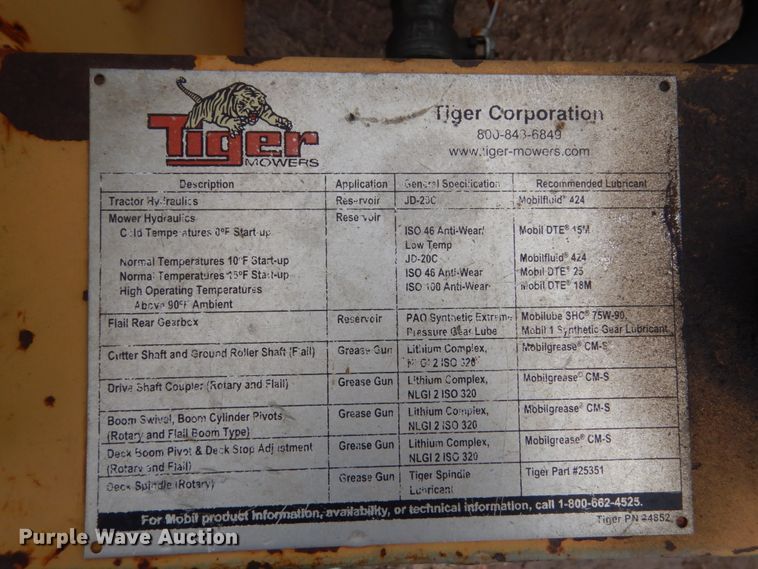 Tiger
MOWERS
Tiger Corporation
800-843-6849
www.tiger-mowers.com
Description Application General Specification Recommended Lubricant
Tractor Hydraulics Reservoir JD-20C Mobilfluid® 424
Mower Hydraulics Reservoir
Cold Temperatures 0°F Start-up ISO 46 Anti-Wear/ Mobil DTE® 15M
Low Temp
Normal Temperatures 10°F Start-up JD-20C Mobilfluid® 424
Normal Temperatures 15°F Start-up ISO 46 Anti-Wear Mobil DTE® 25
High Operating Temperatures ISO 100 Anti-Wear Mobil DTE® 18M
Above 90°F Ambient
Flail Rear Gearbox Reservoir PAO Synthetic Extreme Mobilube SHC® 75W-90,
Pressure Gear Lube Mobil 1 Synthetic Gear Lubricant
Cutter Shaft and Ground Roller Shaft (Flail) Grease Gun Lithium Complex, Mobilgrease® CM-S
NLGI 2 ISO 320
Drive Shaft Coupler (Rotary and Flail) Grease Gun Lithium Complex, Mobilgrease® CM-S
NLGI 2 ISO 320
Boom Swivel, Boom Cylinder Pivots Grease Gun Lithium Complex, Mobilgrease® CM-S
(Rotary and Flail Boom Type) NLGI 2 ISO 320
Deck Boom Pivot & Deck Stop Adjustment Grease Gun Lithium Complex, Mobilgrease® CM-S
(Rotary and Flail) NLGI 2 ISO 320
Deck Spindle (Rotary) Grease Gun Tiger Spindle Tiger Part #25351
Lubricant
For Mobil product information, availability, or technical information, call 1-800-662-4525.
Tiger PN 24852
Purple Wave Auction